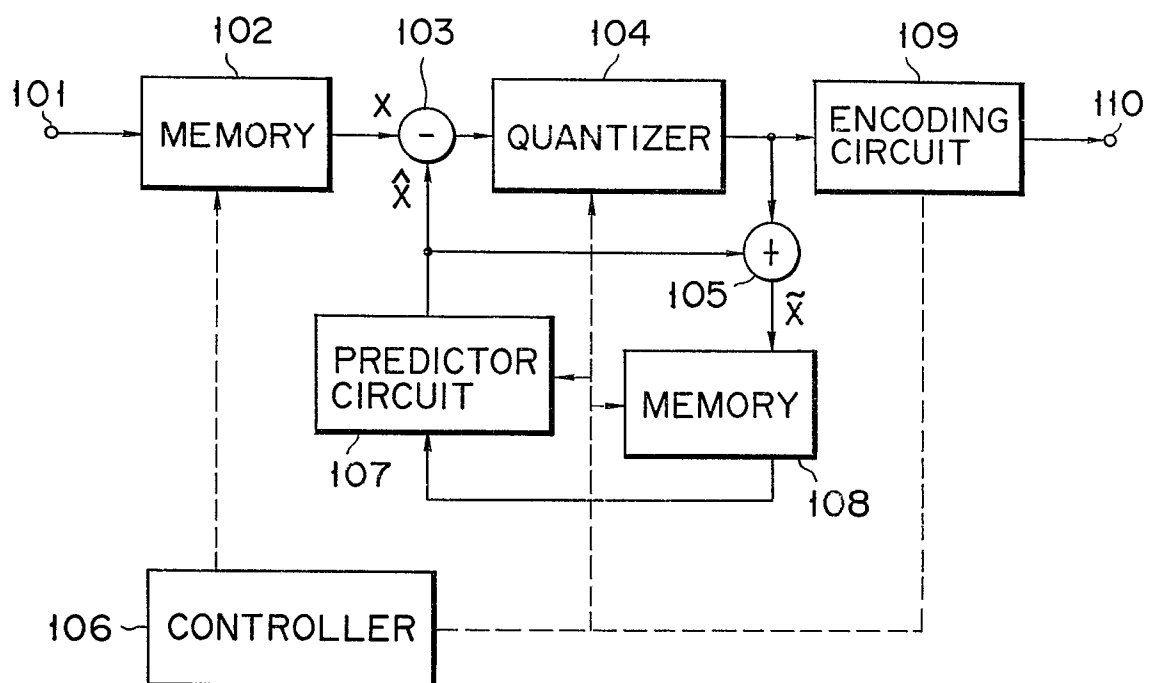 102
103
104
109
101
110
MEMORY
X
-
QUANTIZER
ENCODING
CIRCUIT
X̂
+
105
X̃
PREDICTOR
CIRCUIT
MEMORY
107
108
106
CONTROLLER